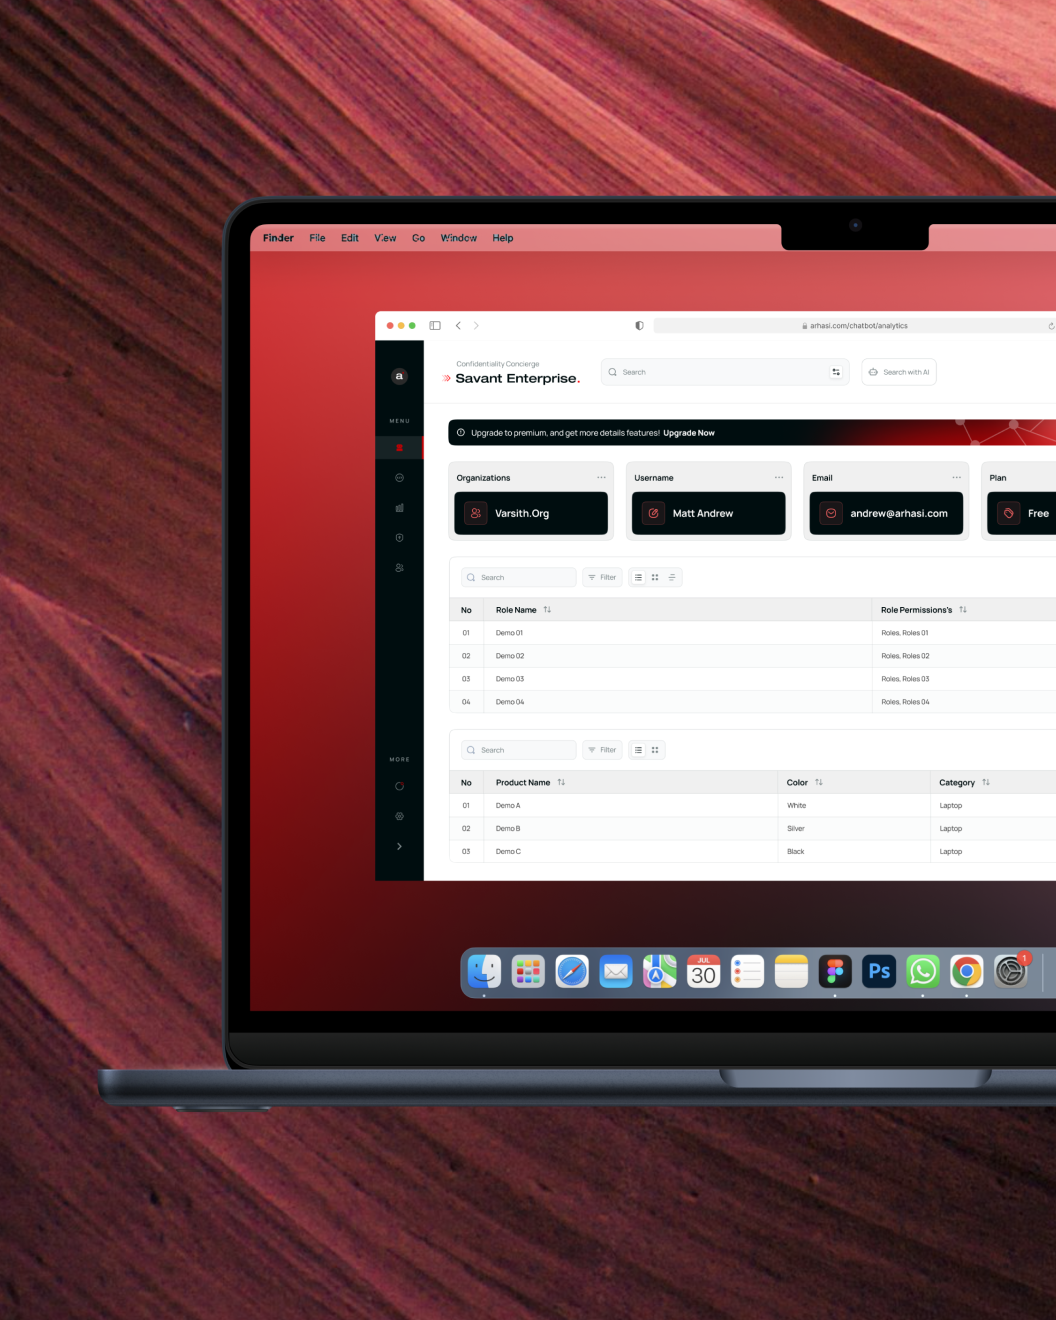 Finder File Edit View Go Window Help
arhasi.com/chatbot/analytics
a
Confidentiality Concierge
Savant Enterprise.
Search
Search with AI
MENU
Upgrade to premium, and get more details features! Upgrade Now
Organizations
Username
Email
Plan
Varsith.Org
Matt Andrew
andrew@arhasi.com
Free
Search
Filter
No Role Name Role Permissions's
01 Demo 01 Roles, Roles 01
02 Demo 02 Roles, Roles 02
03 Demo 03 Roles, Roles 03
04 Demo 04 Roles, Roles 04
MORE
Search
Filter
No Product Name Color Category
01 Demo A White Laptop
02 Demo B Silver Laptop
03 Demo C Black Laptop
JUL
30
Ps
1